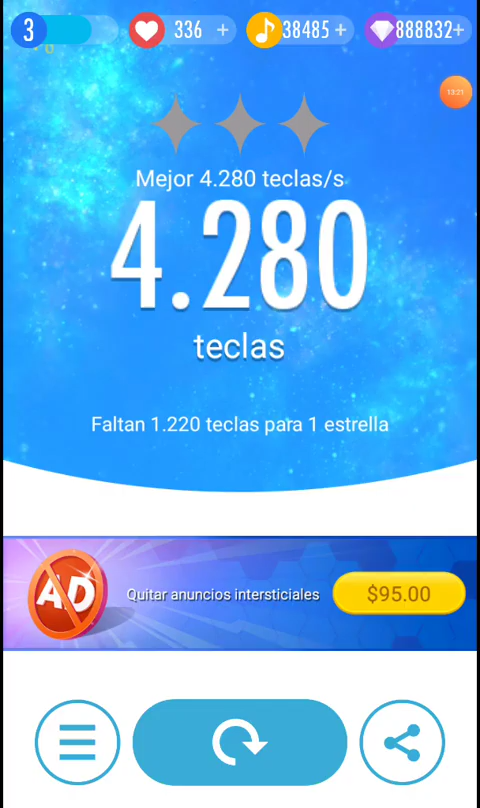 3 336 + 38485 + 888832+
13:21
Mejor 4.280 teclas/s
4.280
teclas
Faltan 1.220 teclas para 1 estrella
AD Quitar anuncios intersticiales $95.00